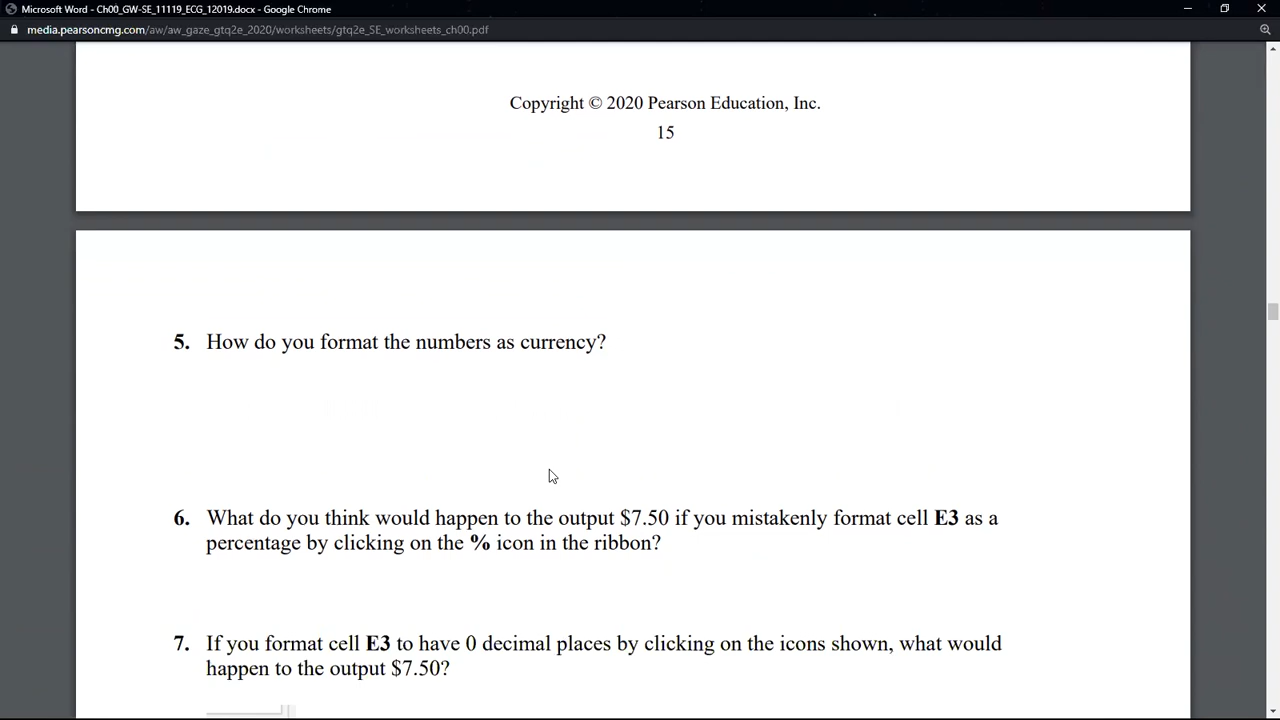 Microsoft Word - Ch00_GW-SE_11119_ECG_12019.docx - Google Chrome
media.pearsoncmg.com/aw/aw_gaze_gtq2e_2020/worksheets/gtq2e_SE_worksheets_ch00.pdf
Copyright © 2020 Pearson Education, Inc.
15
5. How do you format the numbers as currency?
6. What do you think would happen to the output $7.50 if you mistakenly format cell E3 as a
percentage by clicking on the % icon in the ribbon?
7. If you format cell E3 to have 0 decimal places by clicking on the icons shown, what would
happen to the output $7.50?